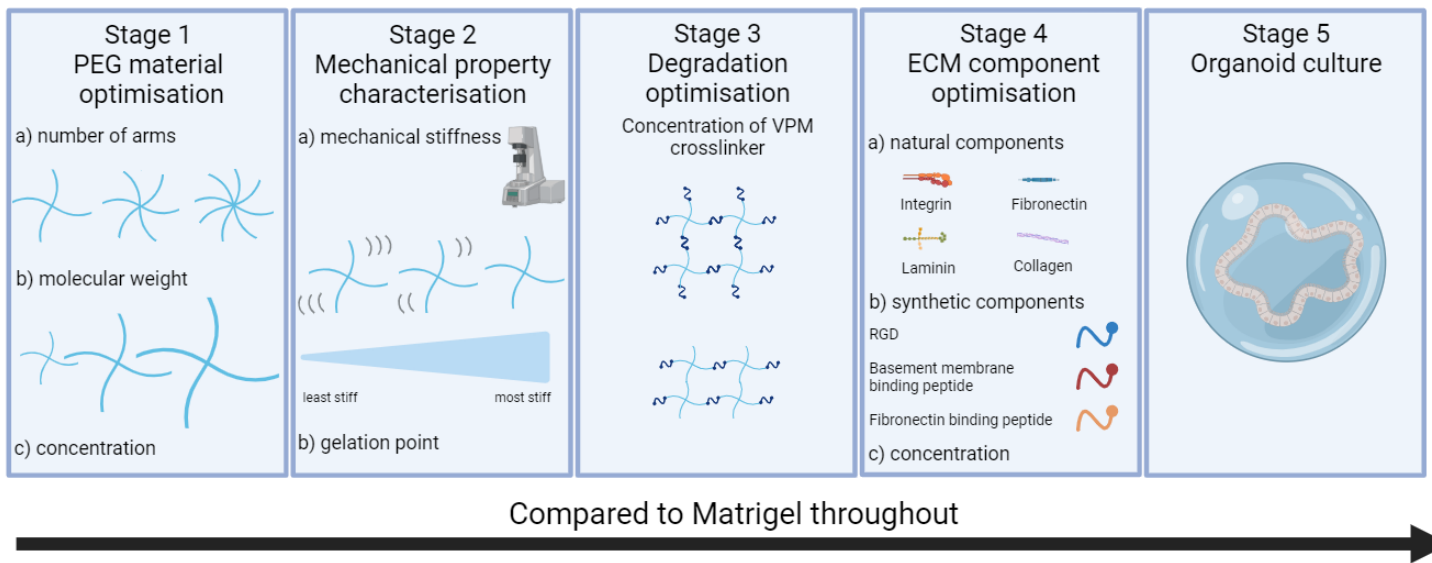 Stage 1
PEG material
optimisation
a) number of arms
b) molecular weight
c) concentration
Stage 2
Mechanical property
characterisation
a) mechanical stiffness
least stiff
most stiff
b) gelation point
Stage 3
Degradation
optimisation
Concentration of VPM
crosslinker
Stage 4
ECM component
optimisation
a) natural components
Integrin
Fibronectin
Laminin
Collagen
b) synthetic components
RGD
Basement membrane
binding peptide
Fibronectin binding peptide
c) concentration
Stage 5
Organoid culture
Compared to Matrigel throughout